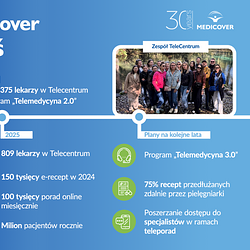 over
ś
30
years
MEDICOVER
Zespół TeleCentrum
375 lekarzy w Telecentrum
am „Telemedycyna 2.0"
2025
Plany na kolejne lata
809 lekarzy w Telecentrum
150 tysięcy e-recept w 2024
100 tysięcy porad online
miesięcznie
Milion pacjentów rocznie
Program „Telemedycyna 3.0"
75% recept przedłużanych
zdalnie przez pielęgniarki
Poszerzanie dostępu do
specjalistów w ramach
teleporad